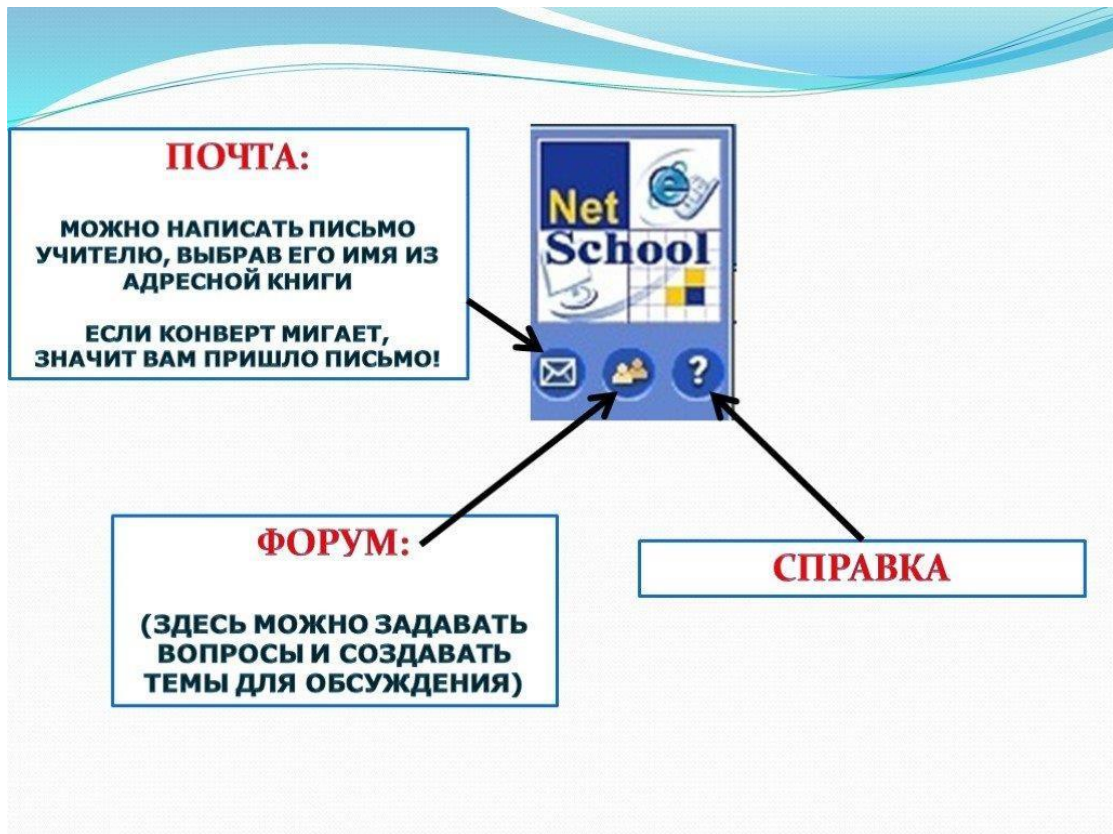 ПОЧТА:
МОЖНО НАПИСАТЬ ПИСЬМО
УЧИТЕЛЮ, ВЫБРАВ ЕГО ИМЯ ИЗ
АДРЕСНОЙ КНИГИ
ЕСЛИ КОНВЕРТ МИГАЕТ,
ЗНАЧИТ ВАМ ПРИШЛО ПИСЬМО!
Net
School
?
ФОРУМ:
(ЗДЕСЬ МОЖНО ЗАДАВАТЬ
ВОПРОСЫ И СОЗДАВАТЬ
ТЕМЫ ДЛЯ ОБСУЖДЕНИЯ)
СПРАВКА